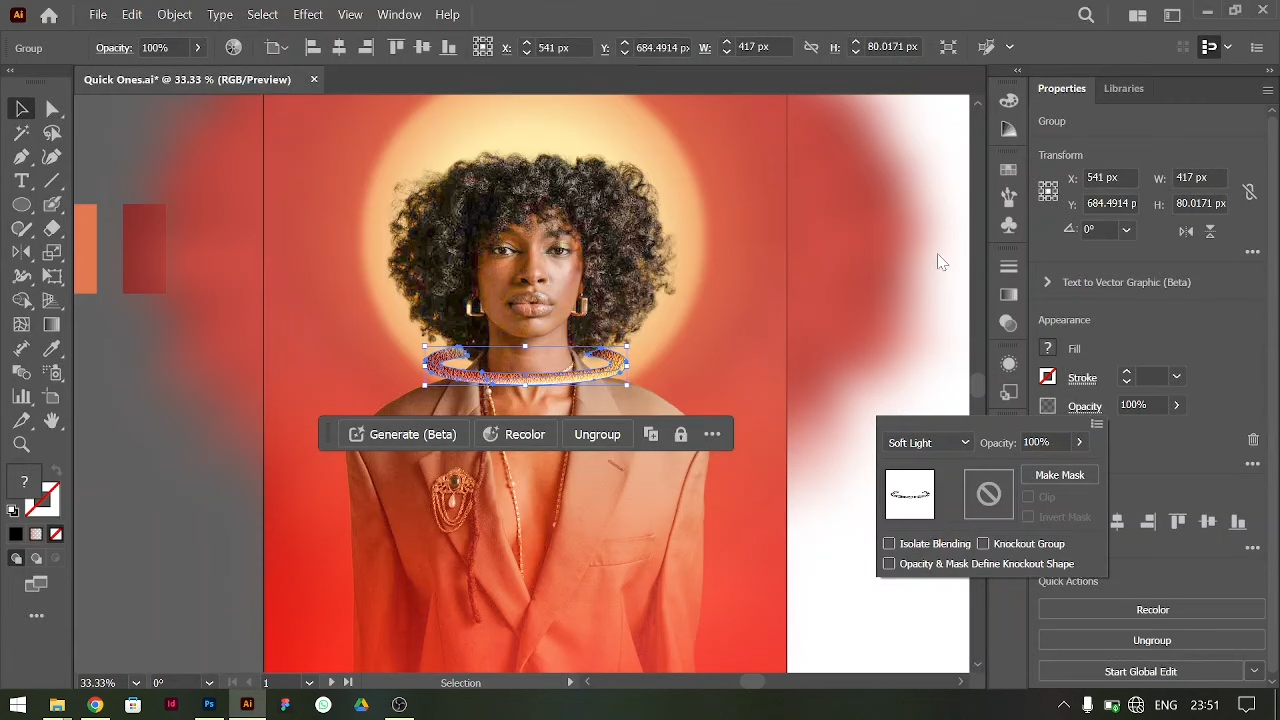 Ai File Edit Object Type Select Effect View Window Help
Group Opacity: 100% X: 541 px Y: 684.4914 px W: 417 px H: 80.0171 px
Quick Ones.ai* @ 33.33 % (RGB/Preview)
Properties Libraries
Group
Transform
X: 541 px W: 417 px
Y: 684.4914 p H: 80.0171 px
0°
Text to Vector Graphic (Beta)
Appearance
? Fill
Stroke
Opacity 100%
Generate (Beta) Recolor Ungroup
Soft Light Opacity: 100%
Make Mask
Clip
Invert Mask
Isolate Blending Knockout Group
Opacity & Mask Define Knockout Shape
Quick Actions
Recolor
Ungroup
Start Global Edit
?
33.33% 0° 1 Selection
Id Ps Ai ENG 23:51